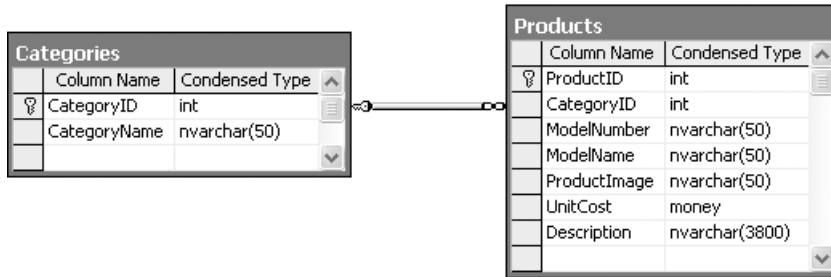 Categories
Column Name Condensed Type
CategoryID int
CategoryName nvarchar(50)
Products
Column Name Condensed Type
ProductID int
CategoryID int
ModelNumber nvarchar(50)
ModelName nvarchar(50)
ProductImage nvarchar(50)
UnitCost money
Description nvarchar(3800)